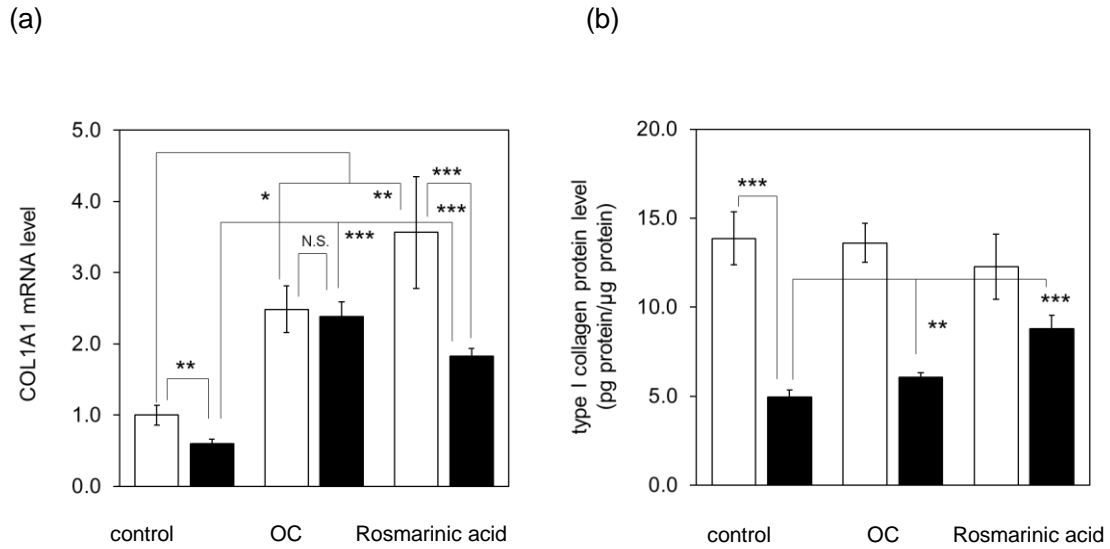 (a)
5.0
4.0
3.0
2.0
1.0
0.0
COL1A1 mRNA level
**
*
N.S.
***
**
***
***
control OC Rosmarinic acid
(b)
20.0
15.0
10.0
5.0
0.0
type I collagen protein level
(pg protein/µg protein)
***
**
***
control OC Rosmarinic acid